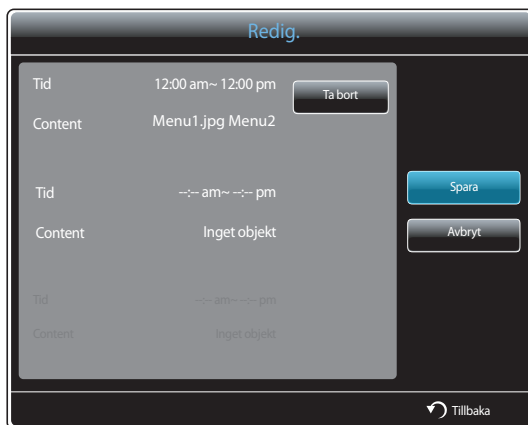 Redig.
Tid 12:00 am~ 12:00 pm
Ta bort
Content Menu1.jpg Menu2
Tid --:-- am~ --:-- pm
Spara
Content Inget objekt
Avbryt
Tid --:-- am~ --:-- pm
Content Inget objekt
Tillbaka